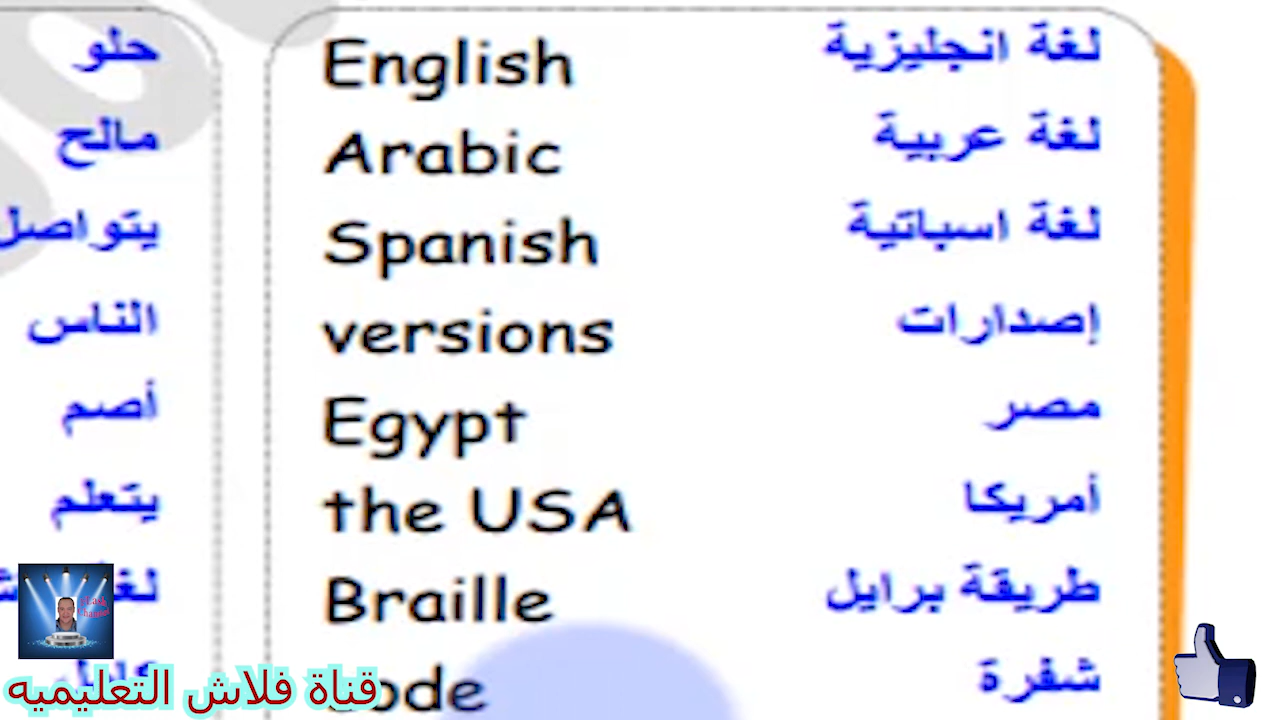 English لغة انجليزية
Arabic لغة عربية
Spanish لغة اسباتية
versions إصدارات
Egypt مصر
the USA أمريكا
Braille طريقة برايل
شفرة
حلو
مالح
يتواصل
الناس
أصم
يتعلم
قناة فلاش التعليميه